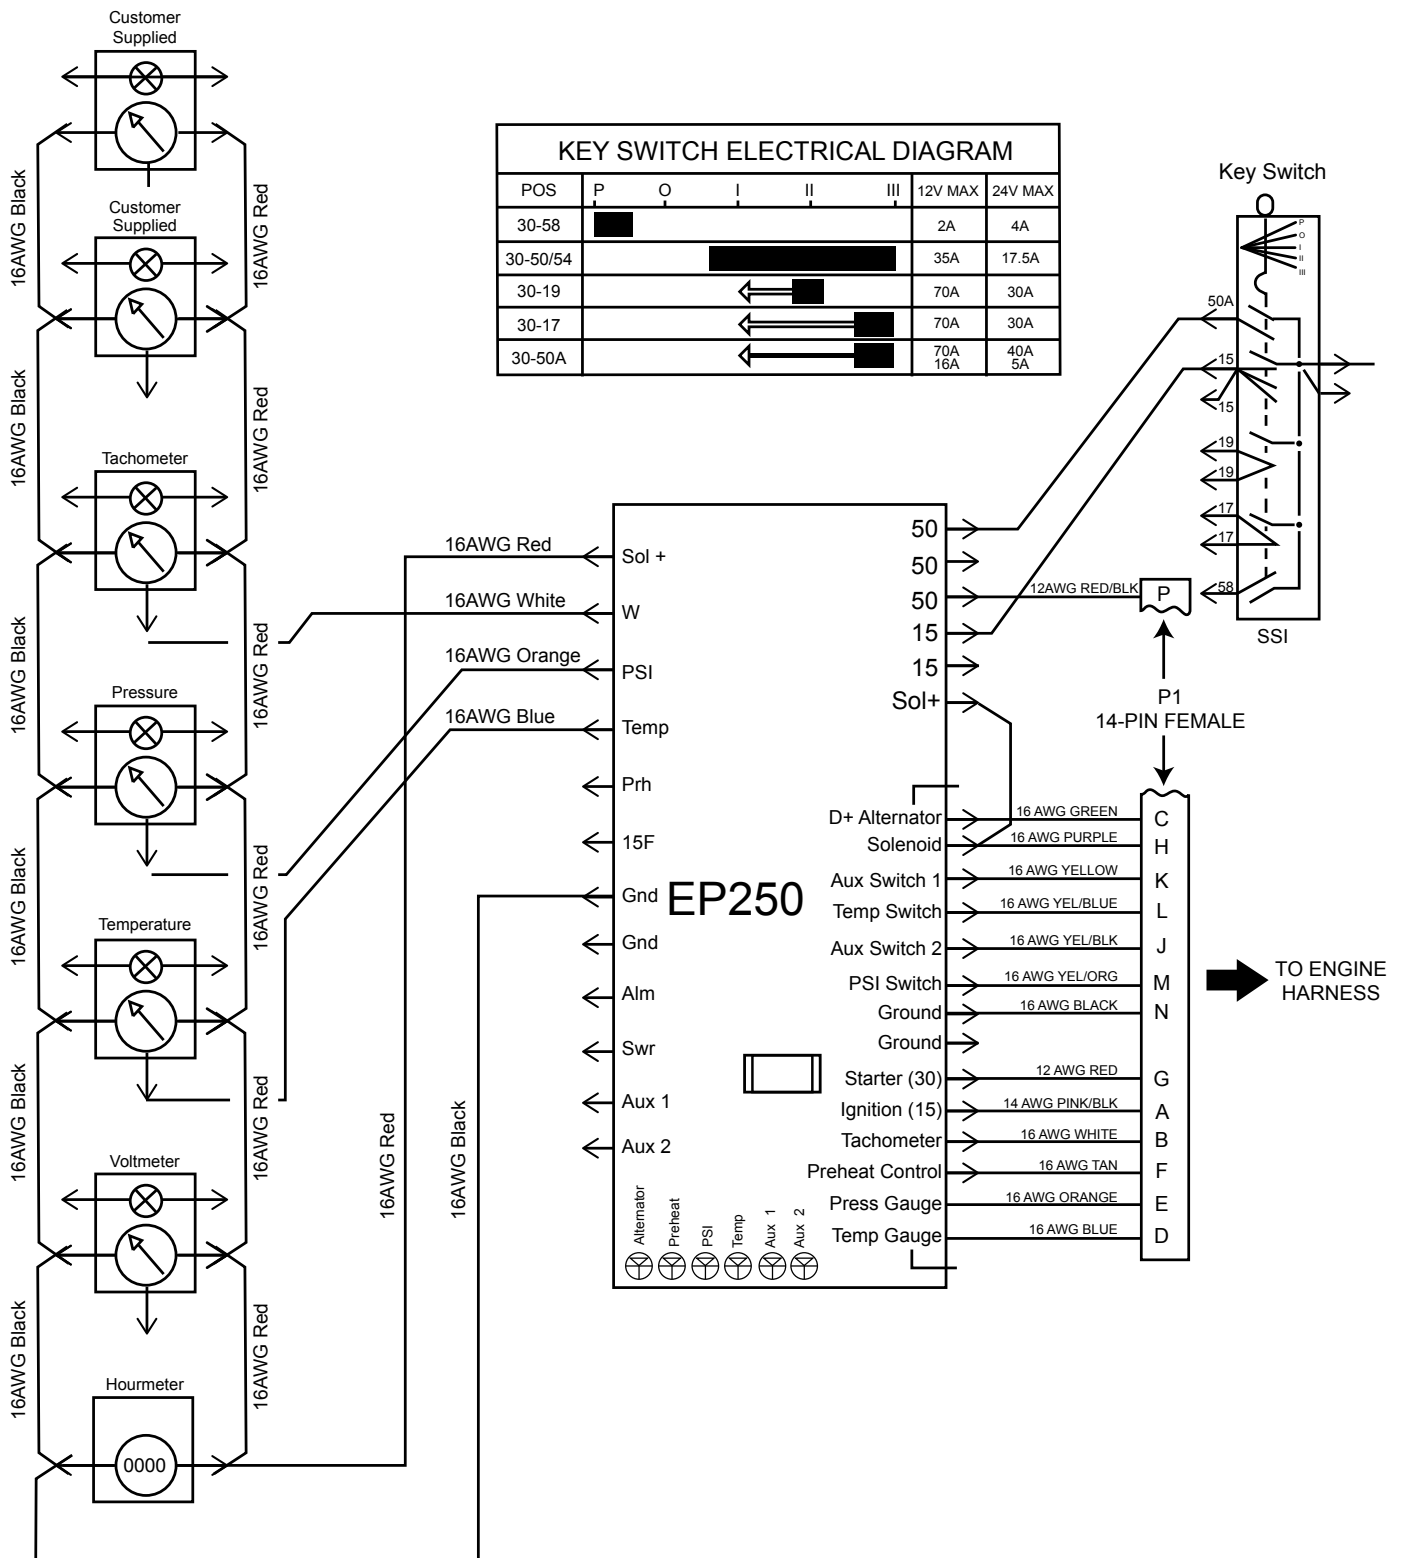 Customer
Supplied
16AWG Black
16AWG Red
Customer
Supplied
16AWG Black
16AWG Red
Tachometer
16AWG Black
16AWG Red
Pressure
16AWG Black
16AWG Red
Temperature
16AWG Black
16AWG Red
Voltmeter
16AWG Black
16AWG Red
Hourmeter
0000
KEY SWITCH ELECTRICAL DIAGRAM
POS P O I II III 12V MAX 24V MAX
30-58 2A 4A
30-50/54 35A 17.5A
30-19 70A 30A
30-17 70A 30A
30-50A 70A 40A
16A 5A
Key Switch
P
O
I
II
III
50A
15
15
19
19
17
17
58
SSI
16AWG Red
16AWG White
16AWG Orange
16AWG Blue
16AWG Red
16AWG Black
Sol +
W
PSI
Temp
Prh
15F
Gnd
Gnd
Alm
Swr
Aux 1
Aux 2
EP250
Alternator
Preheat
PSI
Temp
Aux 1
Aux 2
50
50
50 12AWG RED/BLK P
15
15
Sol+
P1
14-PIN FEMALE
D+ Alternator 16 AWG GREEN C
Solenoid 16 AWG PURPLE H
Aux Switch 1 16 AWG YELLOW K
Temp Switch 16 AWG YEL/BLUE L
Aux Switch 2 16 AWG YEL/BLK J
PSI Switch 16 AWG YEL/ORG M
Ground 16 AWG BLACK N
Ground
Starter (30) 12 AWG RED G
Ignition (15) 14 AWG PINK/BLK A
Tachometer 16 AWG WHITE B
Preheat Control 16 AWG TAN F
Press Gauge 16 AWG ORANGE E
Temp Gauge 16 AWG BLUE D
TO ENGINE
HARNESS